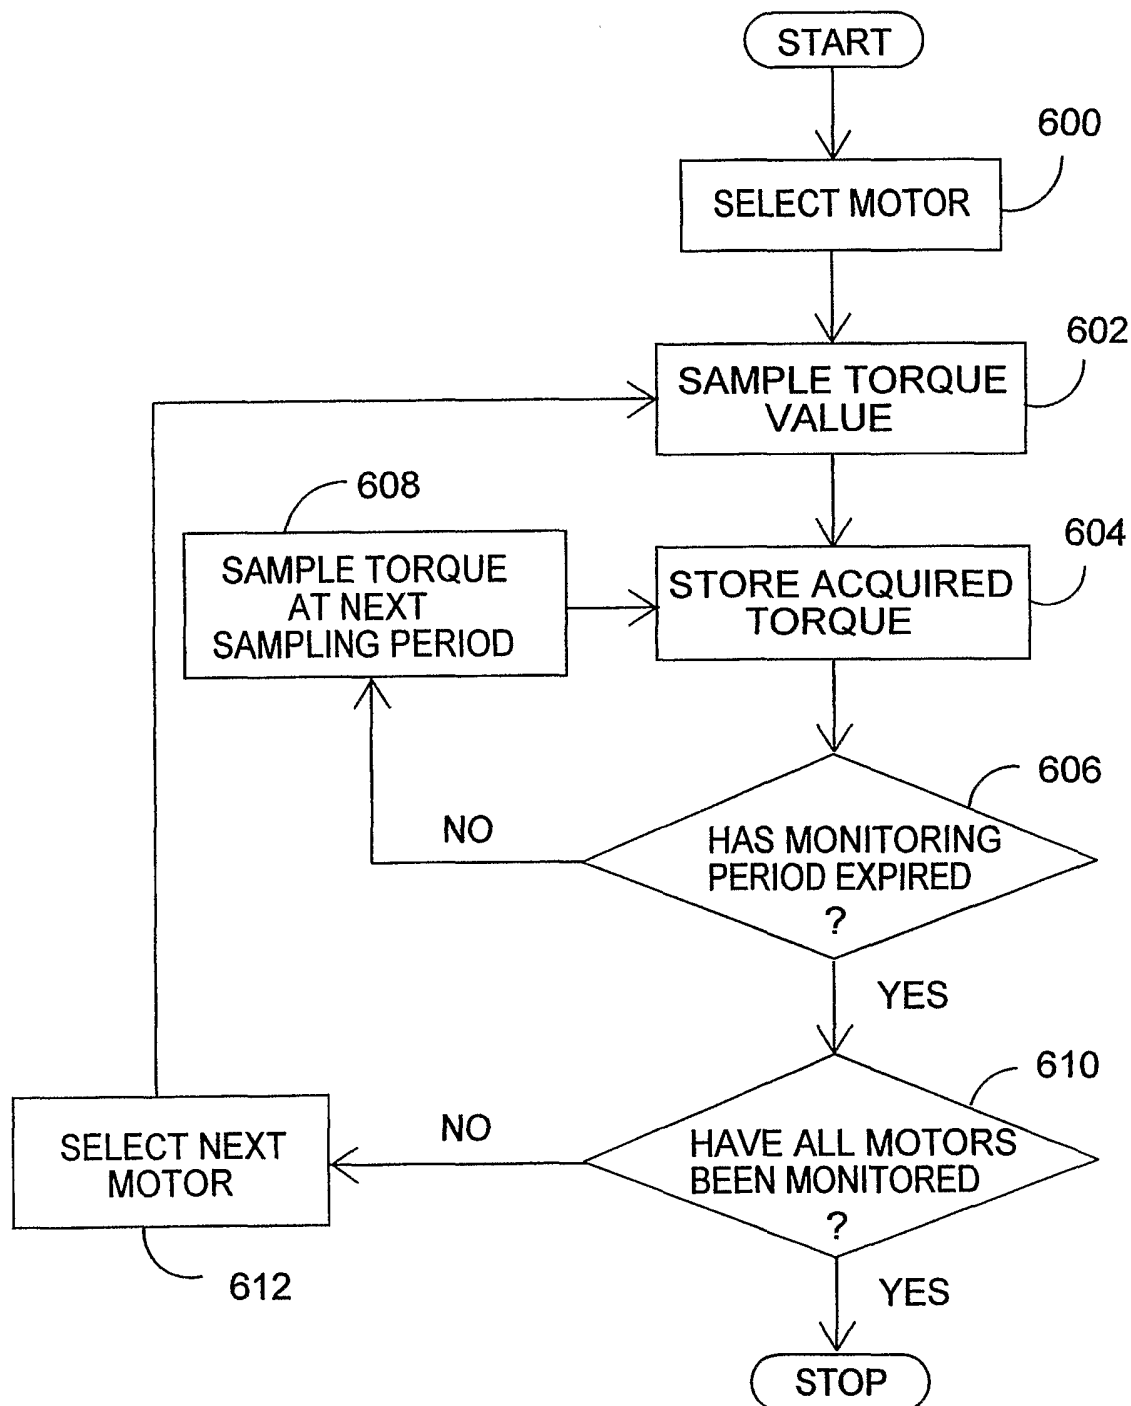 START
600
SELECT MOTOR
602
SAMPLE TORQUE
VALUE
608
SAMPLE TORQUE
AT NEXT
SAMPLING PERIOD
604
STORE ACQUIRED
TORQUE
606
NO
HAS MONITORING
PERIOD EXPIRED
?
YES
610
NO
HAVE ALL MOTORS
BEEN MONITORED
?
SELECT NEXT
MOTOR
612
YES
STOP